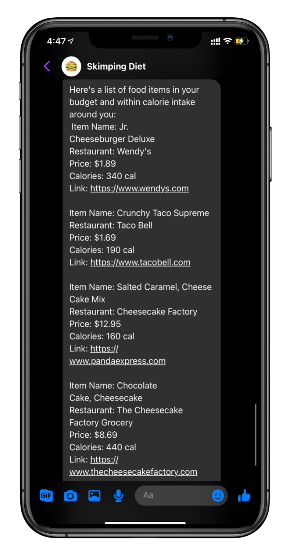 4:47
Skimping Diet
Here's a list of food items in your
budget and within calorie intake
around you:
Item Name: Jr.
Cheeseburger Deluxe
Restaurant: Wendy's
Price: $1.89
Calories: 340 cal
Link: https://www.wendys.com
Item Name: Crunchy Taco Supreme
Restaurant: Taco Bell
Price: $1.69
Calories: 190 cal
Link: https://www.tacobell.com
Item Name: Salted Caramel, Cheese
Cake Mix
Restaurant: Cheesecake Factory
Price: $12.95
Calories: 160 cal
Link: https://
www.pandaexpress.com
Item Name: Chocolate
Cake, Cheesecake
Restaurant: The Cheesecake
Factory Grocery
Price: $8.69
Calories: 440 cal
Link: https://
www.thecheesecakefactory.com
GIF
Aa